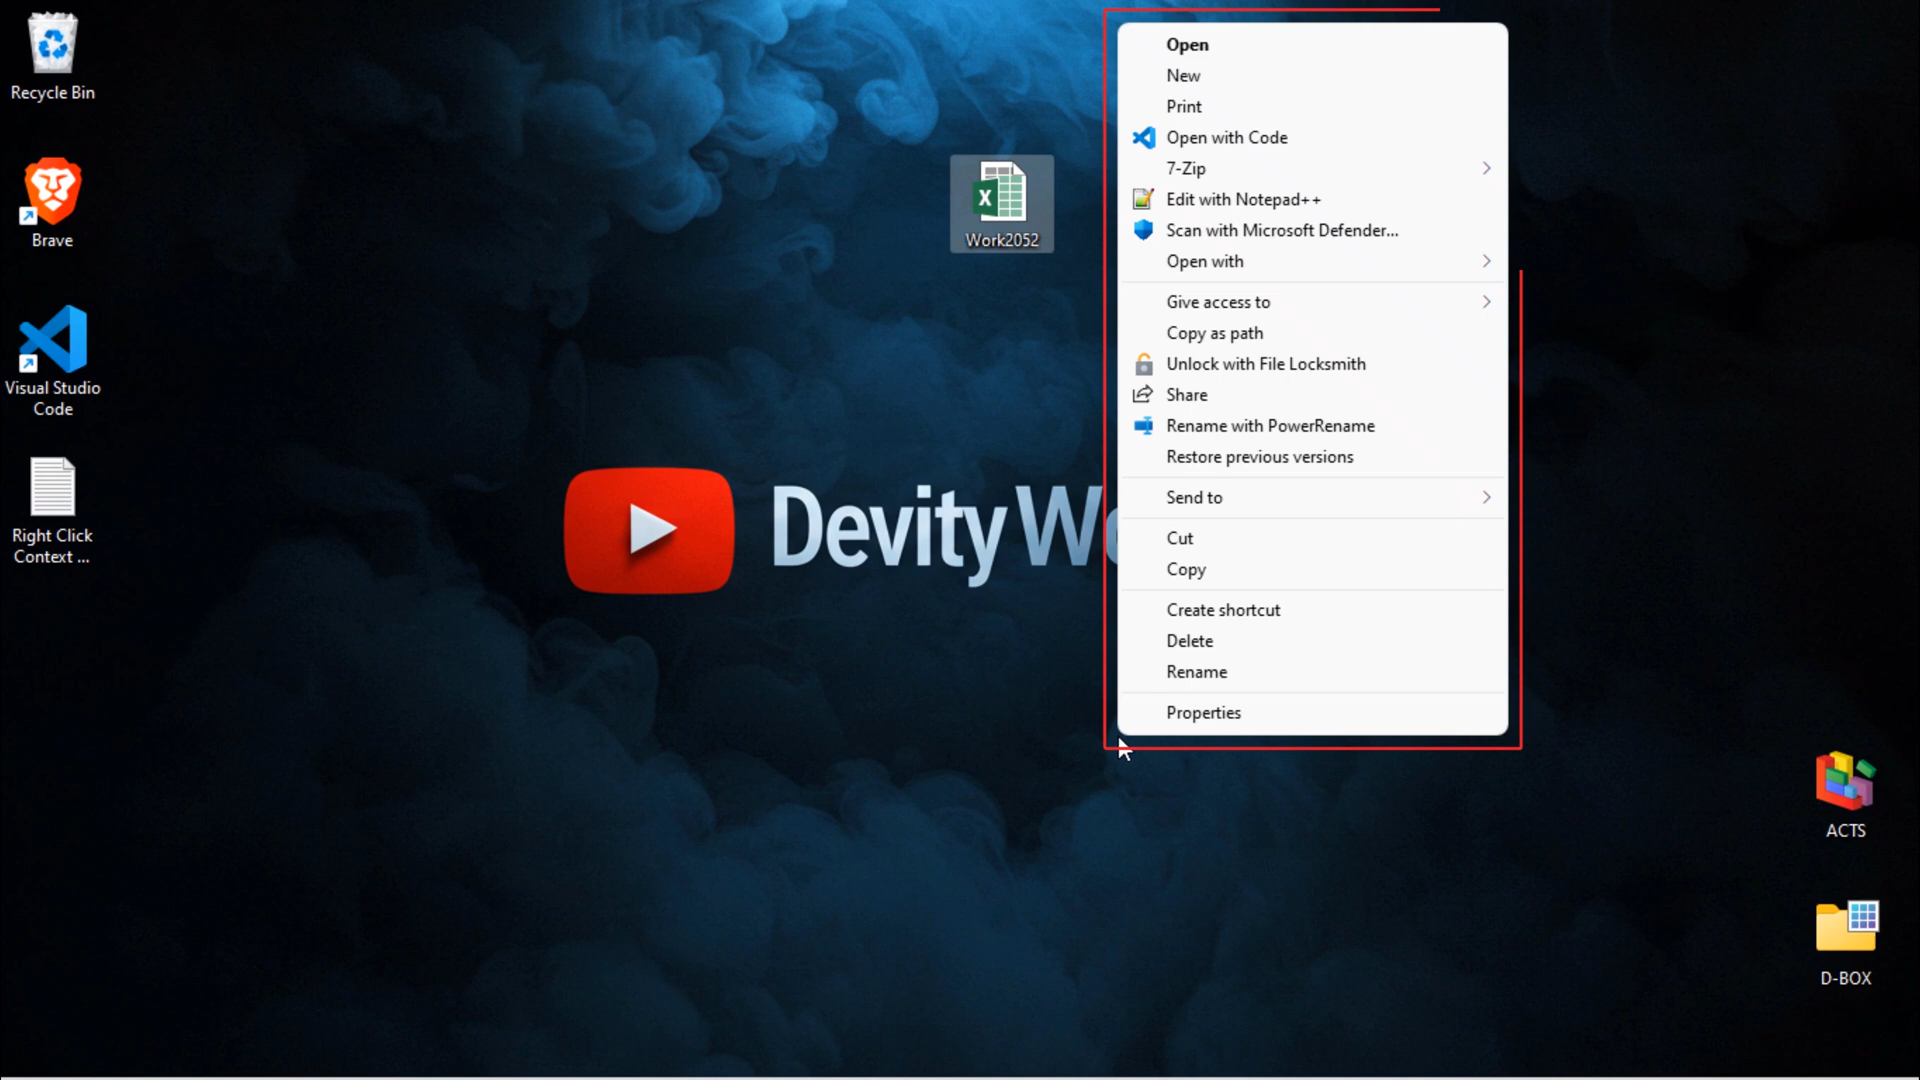 Recycle Bin
Brave
Visual Studio
Code
Right Click
Context ...
Work2052
Devity W
Open
New
Print
Open with Code
7-Zip
Edit with Notepad++
Scan with Microsoft Defender...
Open with
Give access to
Copy as path
Unlock with File Locksmith
Share
Rename with PowerRename
Restore previous versions
Send to
Cut
Copy
Create shortcut
Delete
Rename
Properties
ACTS
D-BOX